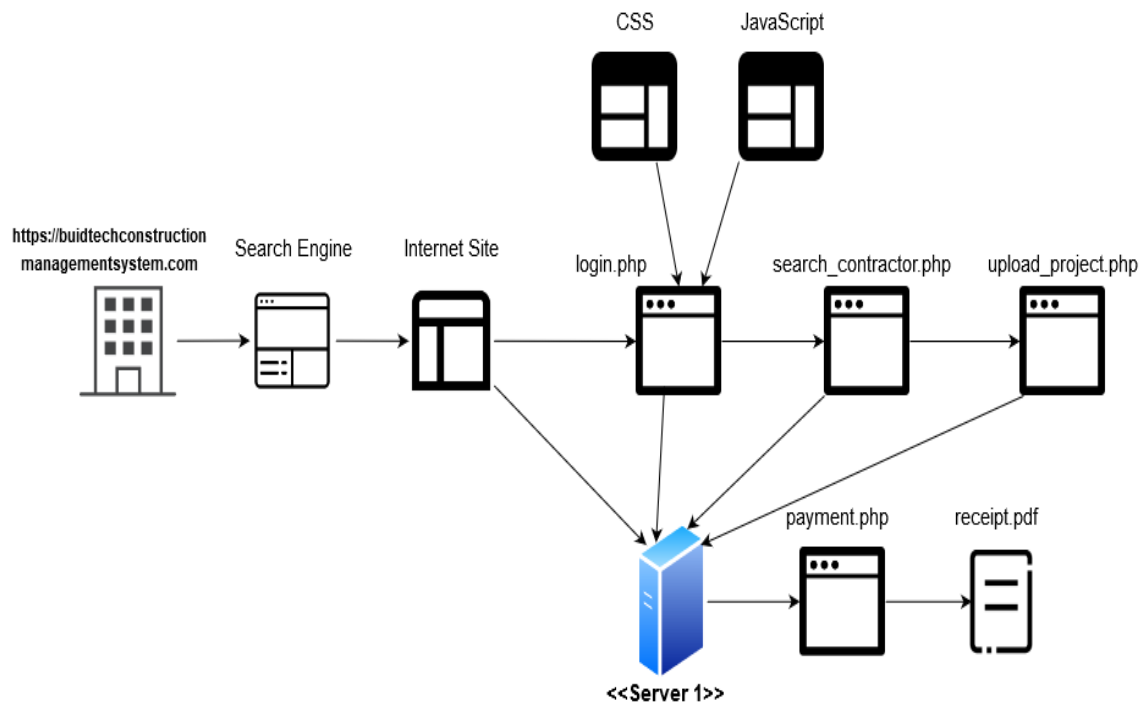 CSS
JavaScript
https://buidtechconstruction
managementsystem.com
Search Engine
Internet Site
login.php
search_contractor.php
upload_project.php
payment.php
receipt.pdf
<<Server 1>>